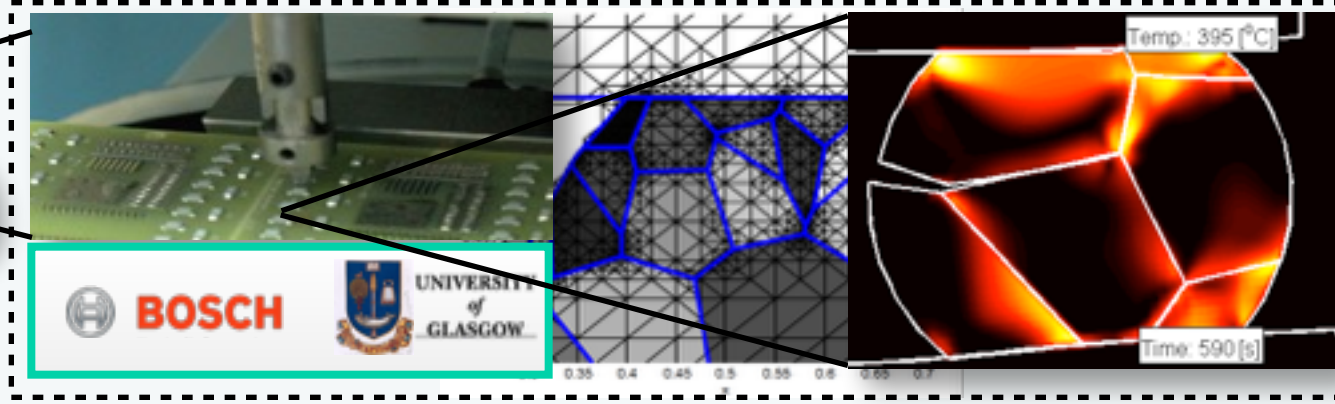 BOSCH
UNIVERSITY
of
GLASGOW
0.35 0.4 0.45 0.5 0.55 0.6 0.65 0.7
x
Temp.: 395 [°C]
Time: 590 [s]